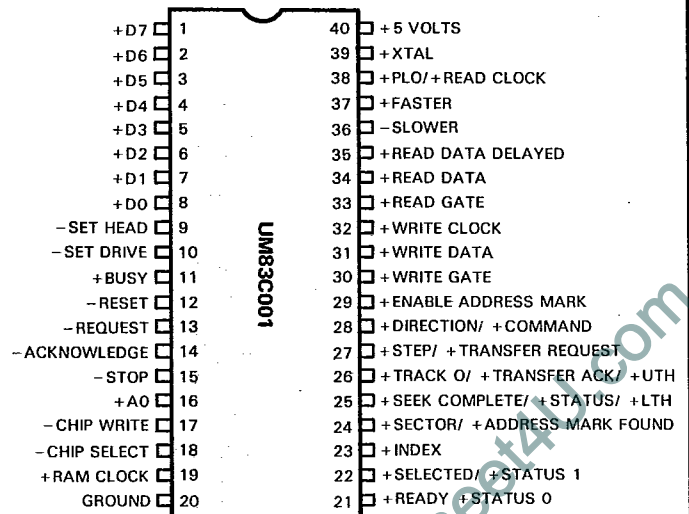 +D7 1
+D6 2
+D5 3
+D4 4
+D3 5
+D2 6
+D1 7
+D0 8
−SET HEAD 9
−SET DRIVE 10
+BUSY 11
−RESET 12
−REQUEST 13
−ACKNOWLEDGE 14
−STOP 15
+A0 16
−CHIP WRITE 17
−CHIP SELECT 18
+RAM CLOCK 19
GROUND 20
UM83C001
40 +5 VOLTS
39 +XTAL
38 +PLO/+READ CLOCK
37 +FASTER
36 −SLOWER
35 +READ DATA DELAYED
34 +READ DATA
33 +READ GATE
32 +WRITE CLOCK
31 +WRITE DATA
30 +WRITE GATE
29 +ENABLE ADDRESS MARK
28 +DIRECTION/ +COMMAND
27 +STEP/ +TRANSFER REQUEST
26 +TRACK O/ +TRANSFER ACK/ +UTH
25 +SEEK COMPLETE/ +STATUS/ +LTH
24 +SECTOR/ +ADDRESS MARK FOUND
23 +INDEX
22 +SELECTED/ +STATUS 1
21 +READY +STATUS 0
eet4U.com